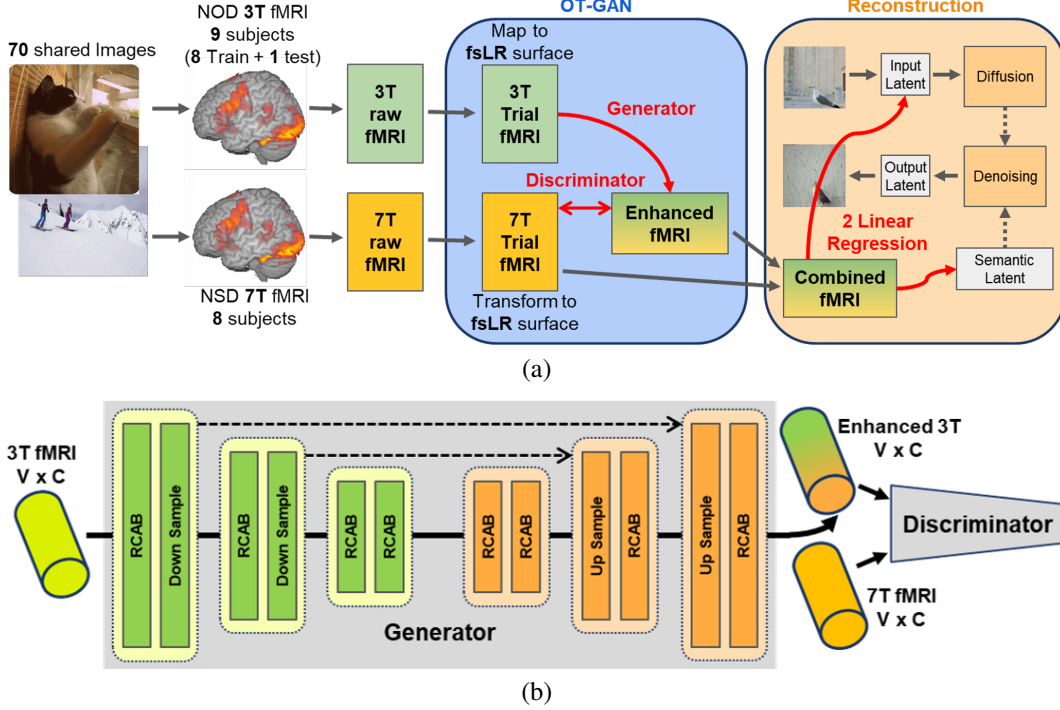 OT-GAN
Reconstruction
70 shared Images
NOD 3T fMRI
9 subjects
(8 Train + 1 test)
3T
raw
fMRI
Map to
fsLR surface
3T
Trial
fMRI
Generator
Discriminator
Enhanced
fMRI
7T
raw
fMRI
7T
Trial
fMRI
Transform to
fsLR surface
NSD 7T fMRI
8 subjects
Input
Latent
Diffusion
Output
Latent
Denoising
2 Linear
Regression
Combined
fMRI
Semantic
Latent
(a)
3T fMRI
V x C
RCAB
Down Sample
RCAB
Down Sample
RCAB
RCAB
RCAB
RCAB
Up Sample
RCAB
Up Sample
RCAB
Generator
Enhanced 3T
V x C
Discriminator
7T fMRI
V x C
(b)